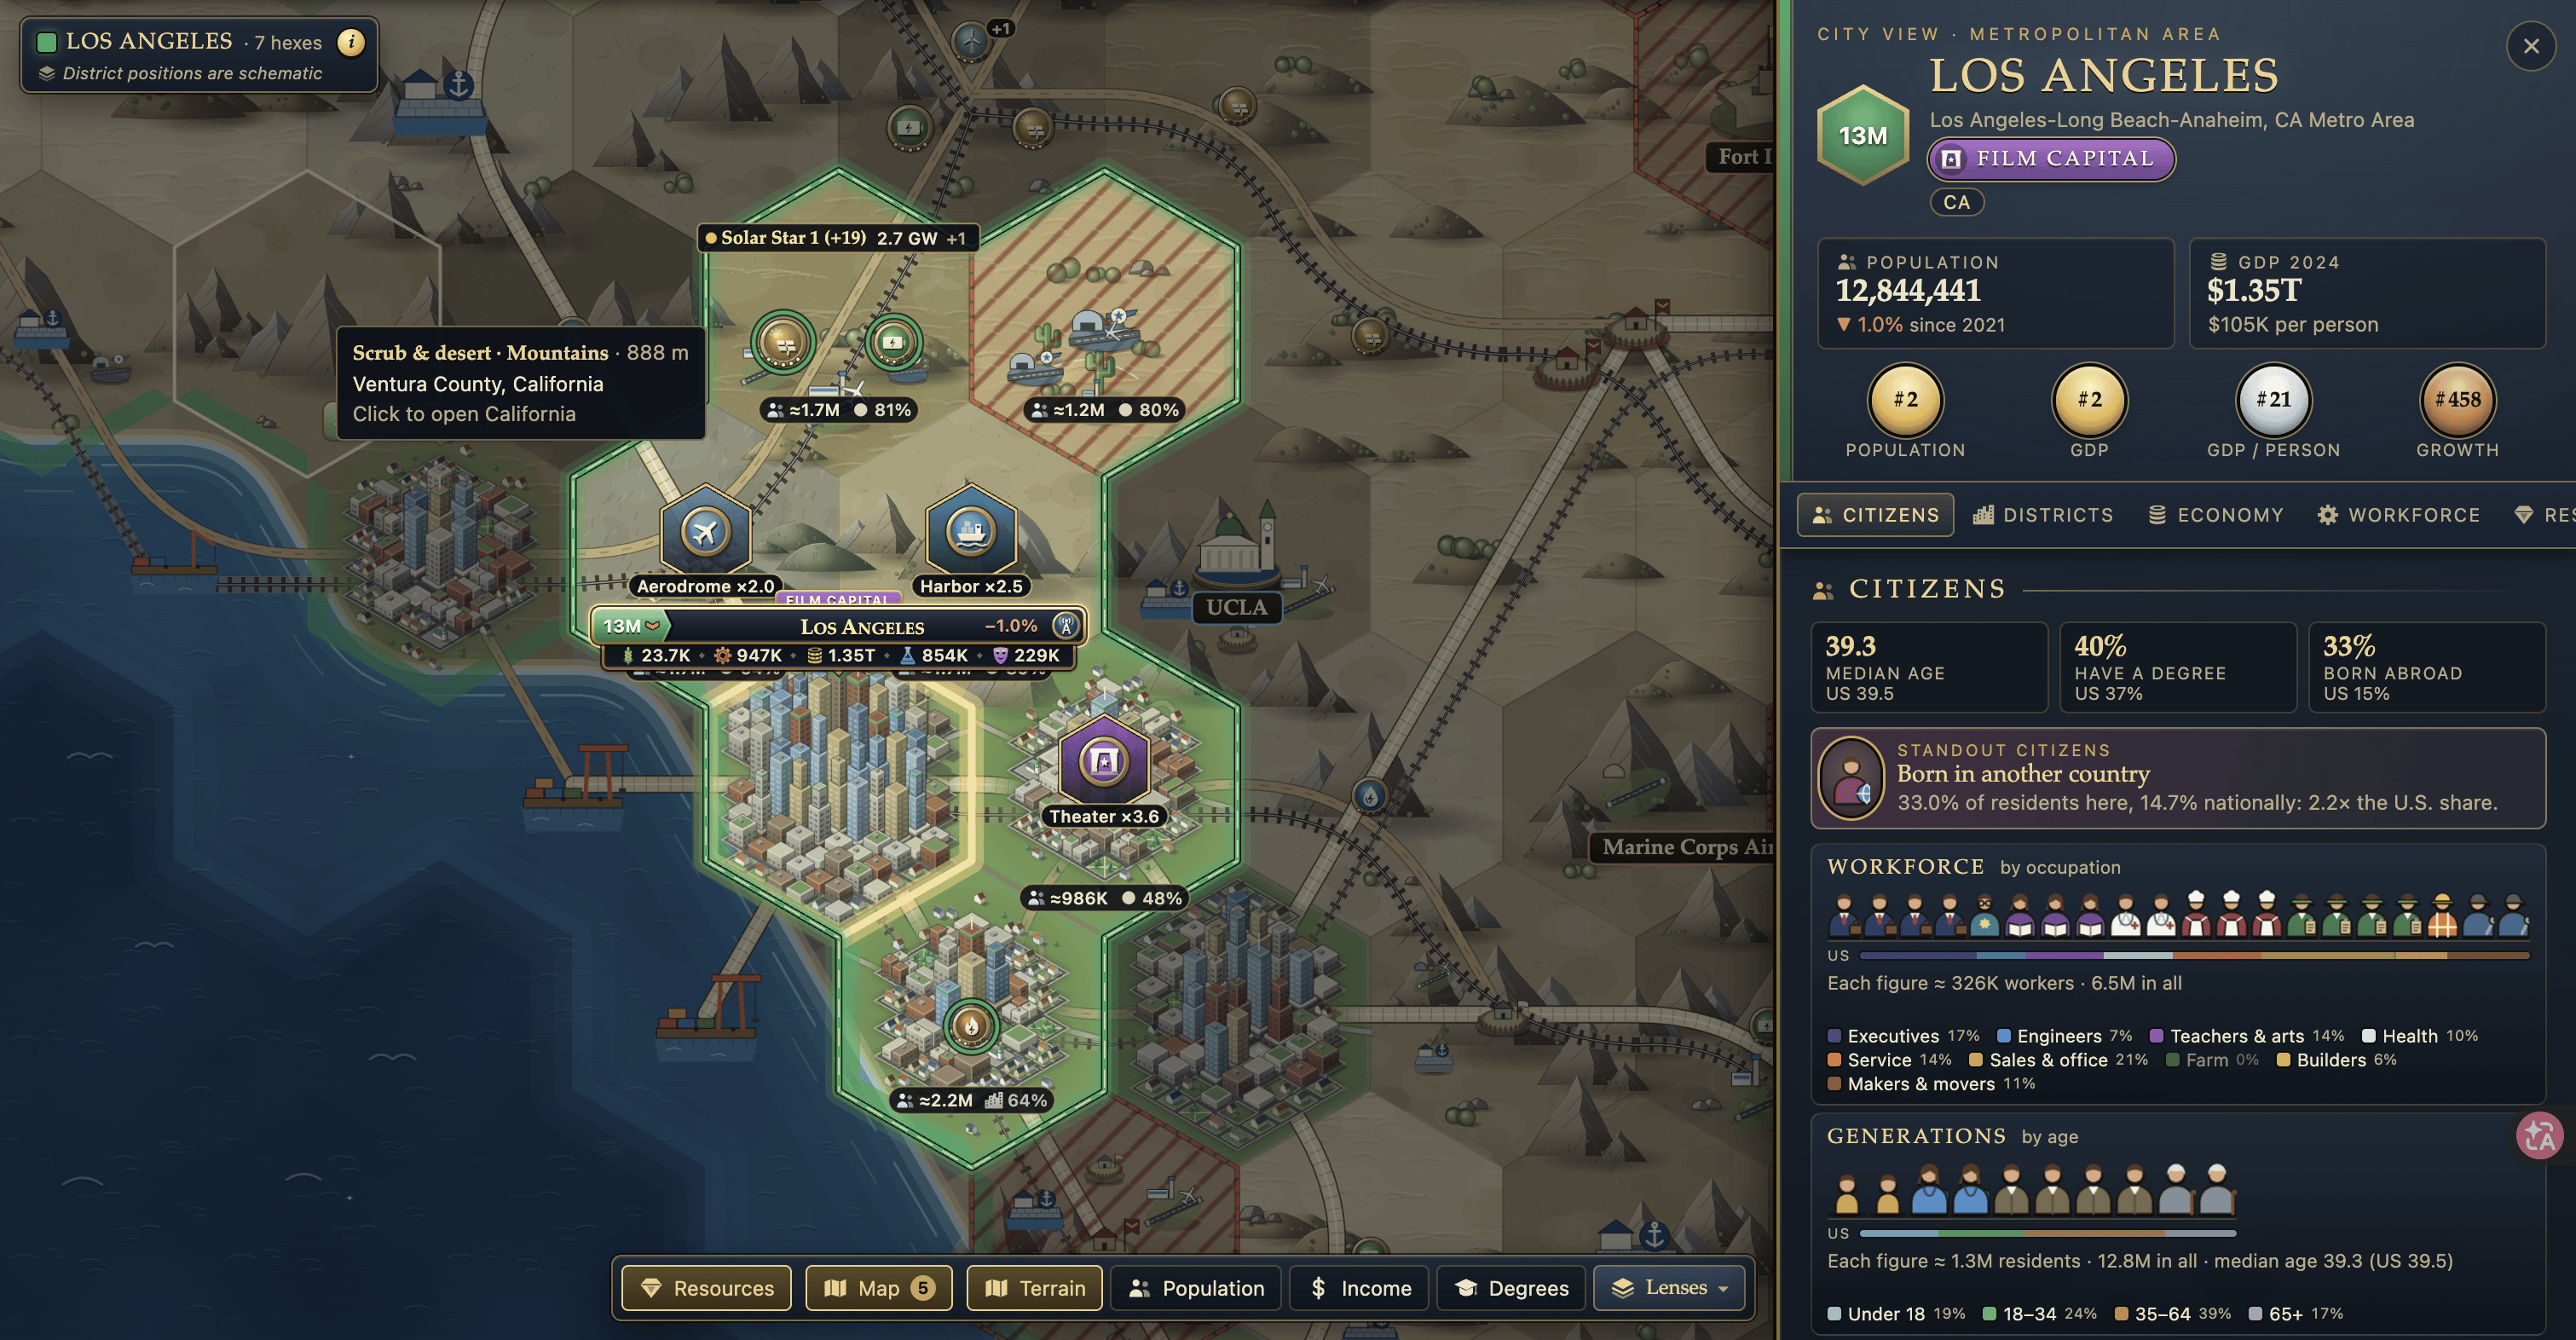 LOS ANGELES · 7 hexes i
District positions are schematic
+1
Fort
Solar Star 1 (+19) 2.7 GW +1
Scrub & desert · Mountains · 888 m
Ventura County, California
Click to open California
≈1.7M 81%
≈1.2M 80%
Aerodrome ×2.0
Harbor ×2.5
UCLA
FILM CAPITAL
13M LOS ANGELES −1.0%
23.7K · 947K · 1.35T · 854K · 229K
Theater ×3.6
Marine Corps Air
≈986K 48%
≈2.2M 64%
Resources
Map 5
Terrain
Population
$ Income
Degrees
Lenses
CITY VIEW · METROPOLITAN AREA
LOS ANGELES
13M
Los Angeles-Long Beach-Anaheim, CA Metro Area
FILM CAPITAL
CA
POPULATION
12,844,441
▼ 1.0% since 2021
GDP 2024
$1.35T
$105K per person
#2
POPULATION
#2
GDP
#21
GDP / PERSON
#458
GROWTH
CITIZENS
DISTRICTS
ECONOMY
WORKFORCE
RES
CITIZENS
39.3
MEDIAN AGE
US 39.5
40%
HAVE A DEGREE
US 37%
33%
BORN ABROAD
US 15%
STANDOUT CITIZENS
Born in another country
33.0% of residents here, 14.7% nationally: 2.2× the U.S. share.
WORKFORCE by occupation
US
Each figure ≈ 326K workers · 6.5M in all
Executives 17% Engineers 7% Teachers & arts 14% Health 10%
Service 14% Sales & office 21% Farm 0% Builders 6%
Makers & movers 11%
GENERATIONS by age
US
Each figure ≈ 1.3M residents · 12.8M in all · median age 39.3 (US 39.5)
Under 18 19% 18–34 24% 35–64 39% 65+ 17%